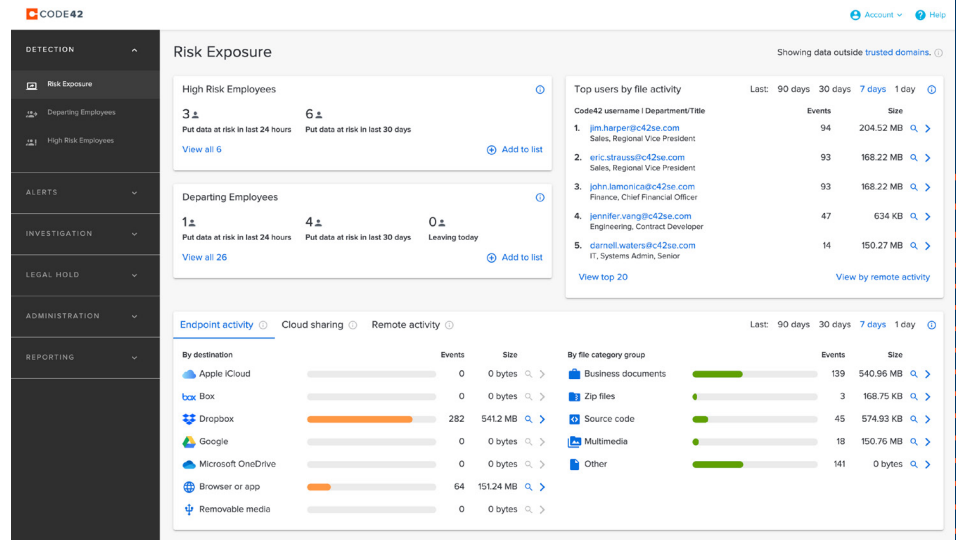 CODE42
Account
Help
DETECTION
Risk Exposure
Departing Employees
High Risk Employees
ALERTS
INVESTIGATION
LEGAL HOLD
ADMINISTRATION
REPORTING
Risk Exposure
Showing data outside trusted domains.
High Risk Employees
3
6
Put data at risk in last 24 hours Put data at risk in last 30 days
View all 6
Add to list
Departing Employees
1
4
0
Put data at risk in last 24 hours Put data at risk in last 30 days Leaving today
View all 26
Add to list
Top users by file activity
Last: 90 days 30 days 7 days 1 day
Code42 username | Department/Title Events Size
1. jim.harper@c42se.com 94 204.52 MB
Sales, Regional Vice President
2. eric.strauss@c42se.com 93 168.22 MB
Sales, Regional Vice President
3. john.lamonica@c42se.com 93 168.22 MB
Finance, Chief Financial Officer
4. jennifer.vang@c42se.com 47 634 KB
Engineering, Contract Developer
5. darnell.waters@c42se.com 14 150.27 MB
IT, Systems Admin, Senior
View top 20
View by remote activity
Endpoint activity Cloud sharing Remote activity
Last: 90 days 30 days 7 days 1 day
By destination Events Size
Apple iCloud 0 0 bytes
box Box 0 0 bytes
Dropbox 282 541.2 MB
Google 0 0 bytes
Microsoft OneDrive 0 0 bytes
Browser or app 64 151.24 MB
Removable media 0 0 bytes
By file category group Events Size
Business documents 139 540.96 MB
Zip files 3 168.75 KB
Source code 45 574.93 KB
Multimedia 18 150.76 MB
Other 141 0 bytes